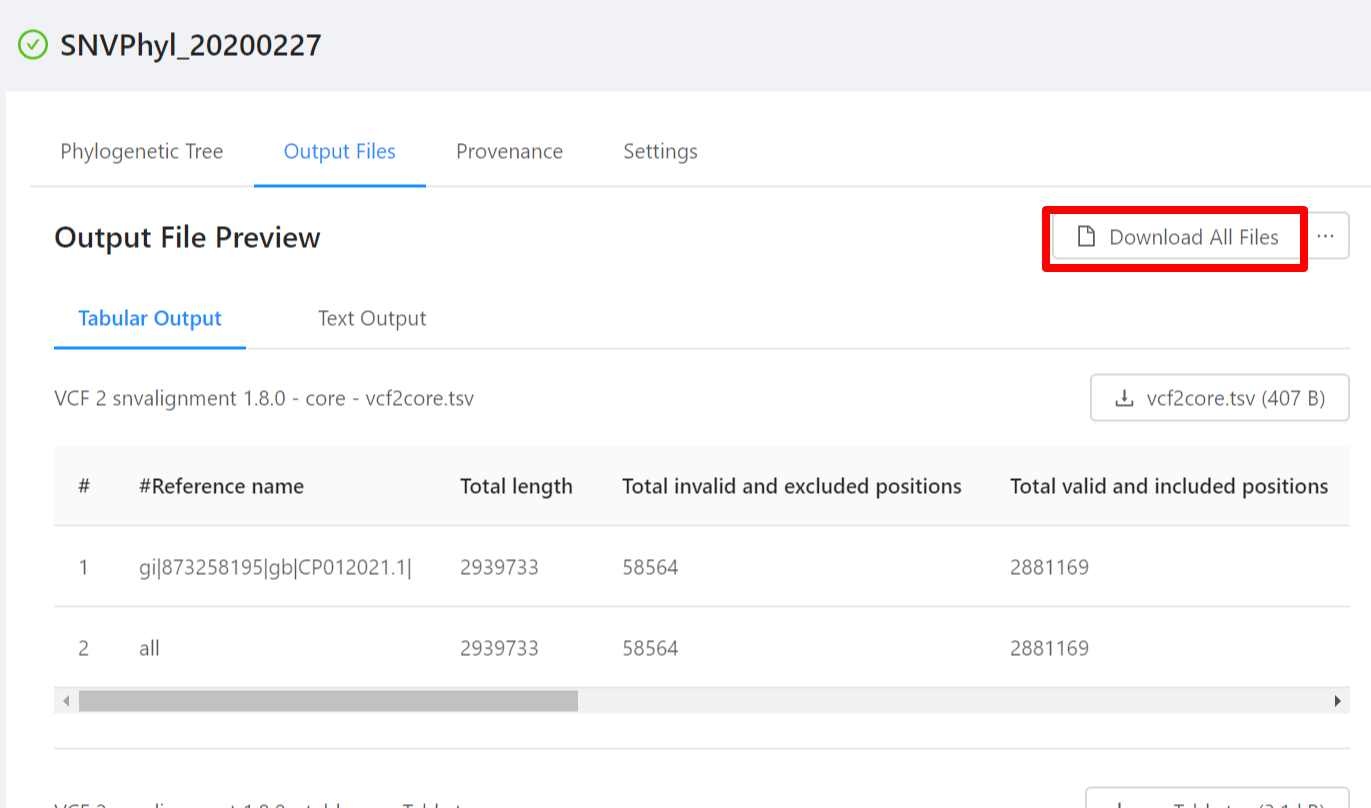 SNVPhyl_20200227
Phylogenetic Tree Output Files Provenance Settings
Output File Preview Download All Files ...
Tabular Output Text Output
VCF 2 snvalignment 1.8.0 - core - vcf2core.tsv vcf2core.tsv (407 B)
# #Reference name Total length Total invalid and excluded positions Total valid and included positions
1 gi|873258195|gb|CP012021.1| 2939733 58564 2881169
2 all 2939733 58564 2881169